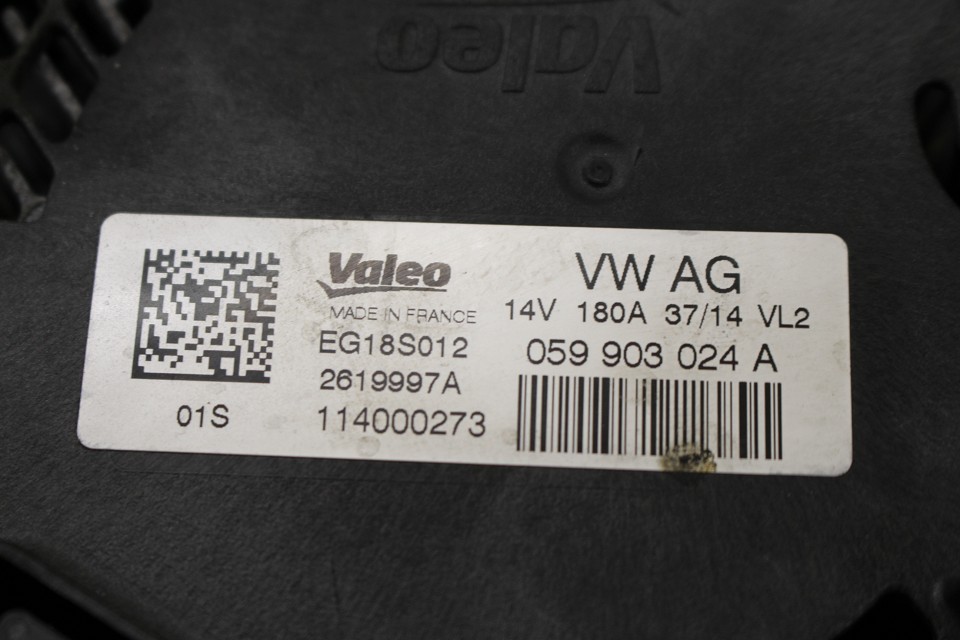 Valeo
Valeo
MADE IN FRANCE
EG18S012
2619997A
114000273
01S
VW AG
14V 180A 37/14 VL2
059 903 024 A